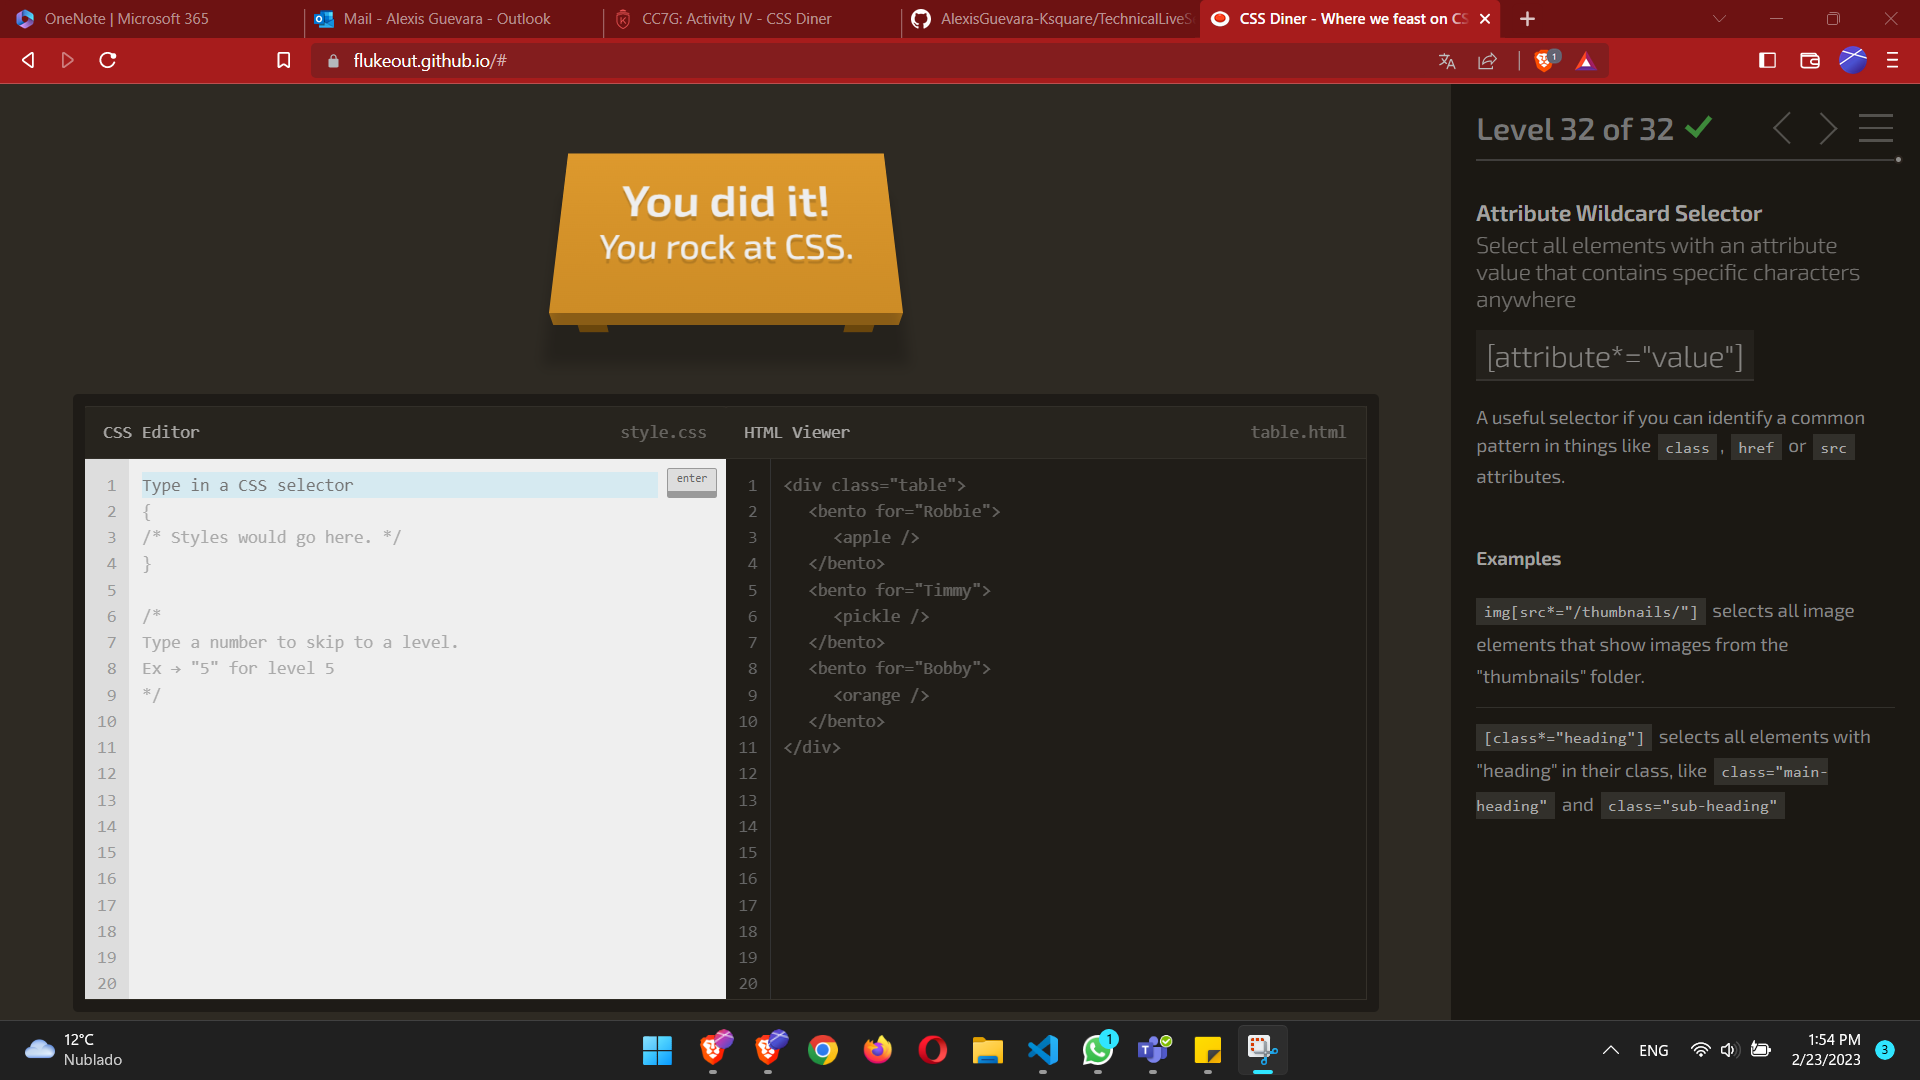 OneNote | Microsoft 365
Mail - Alexis Guevara - Outlook
CC7G: Activity IV - CSS Diner
AlexisGuevara-Ksquare/TechnicalLiveS
CSS Diner - Where we feast on CS
flukeout.github.io/#
1
You did it!
You rock at CSS.
Level 32 of 32
Attribute Wildcard Selector
Select all elements with an attribute
value that contains specific characters
anywhere
[attribute*="value"]
A useful selector if you can identify a common
pattern in things like class , href or src
attributes.
Examples
img[src*="/thumbnails/"] selects all image
elements that show images from the
"thumbnails" folder.
[class*="heading"] selects all elements with
"heading" in their class, like class="main-
heading" and class="sub-heading"
CSS Editor style.css
1 Type in a CSS selector enter
2 {
3 /* Styles would go here. */
4 }
5
6 /*
7 Type a number to skip to a level.
8 Ex → "5" for level 5
9 */
10
11
12
13
14
15
16
17
18
19
20
HTML Viewer table.html
1 <div class="table">
2 <bento for="Robbie">
3 <apple />
4 </bento>
5 <bento for="Timmy">
6 <pickle />
7 </bento>
8 <bento for="Bobby">
9 <orange />
10 </bento>
11 </div>
12
13
14
15
16
17
18
19
20
12°C
Nublado
1
ENG
1:54 PM
2/23/2023
3